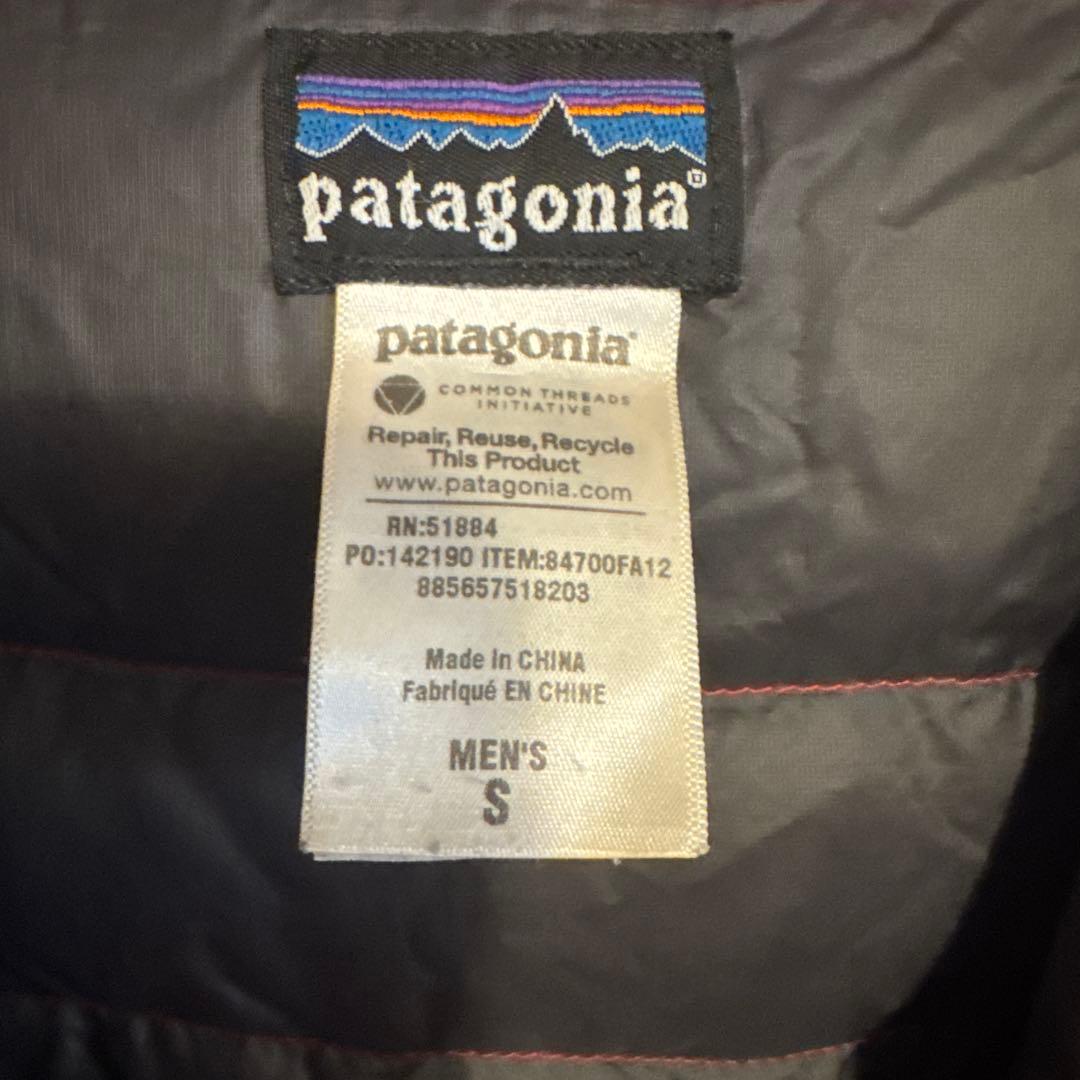 patagonia®
patagonia®
COMMON THREADS
INITIATIVE
Repair, Reuse, Recycle
This Product
www.patagonia.com
RN:51884
PO:142190 ITEM:84700FA12
885657518203
Made in CHINA
Fabriqué EN CHINE
MEN'S
S